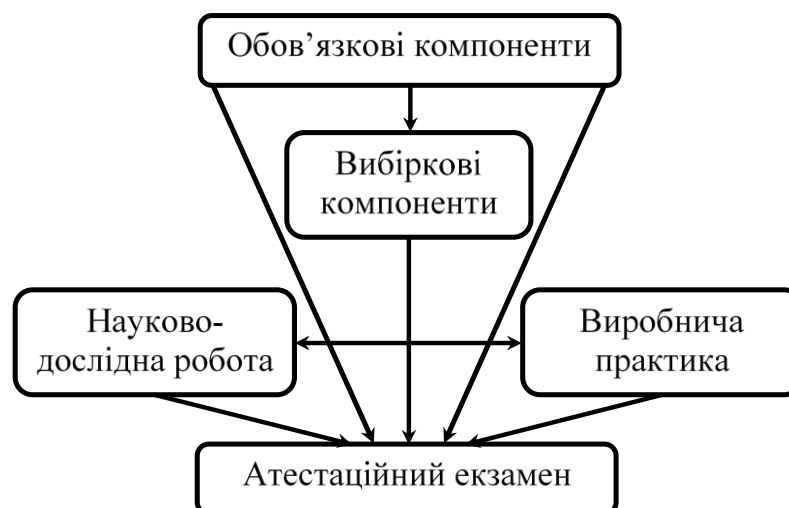 Обов’язкові компоненти
Вибіркові
компоненти
Науково-
дослідна робота
Виробнича
практика
Атестаційний екзамен